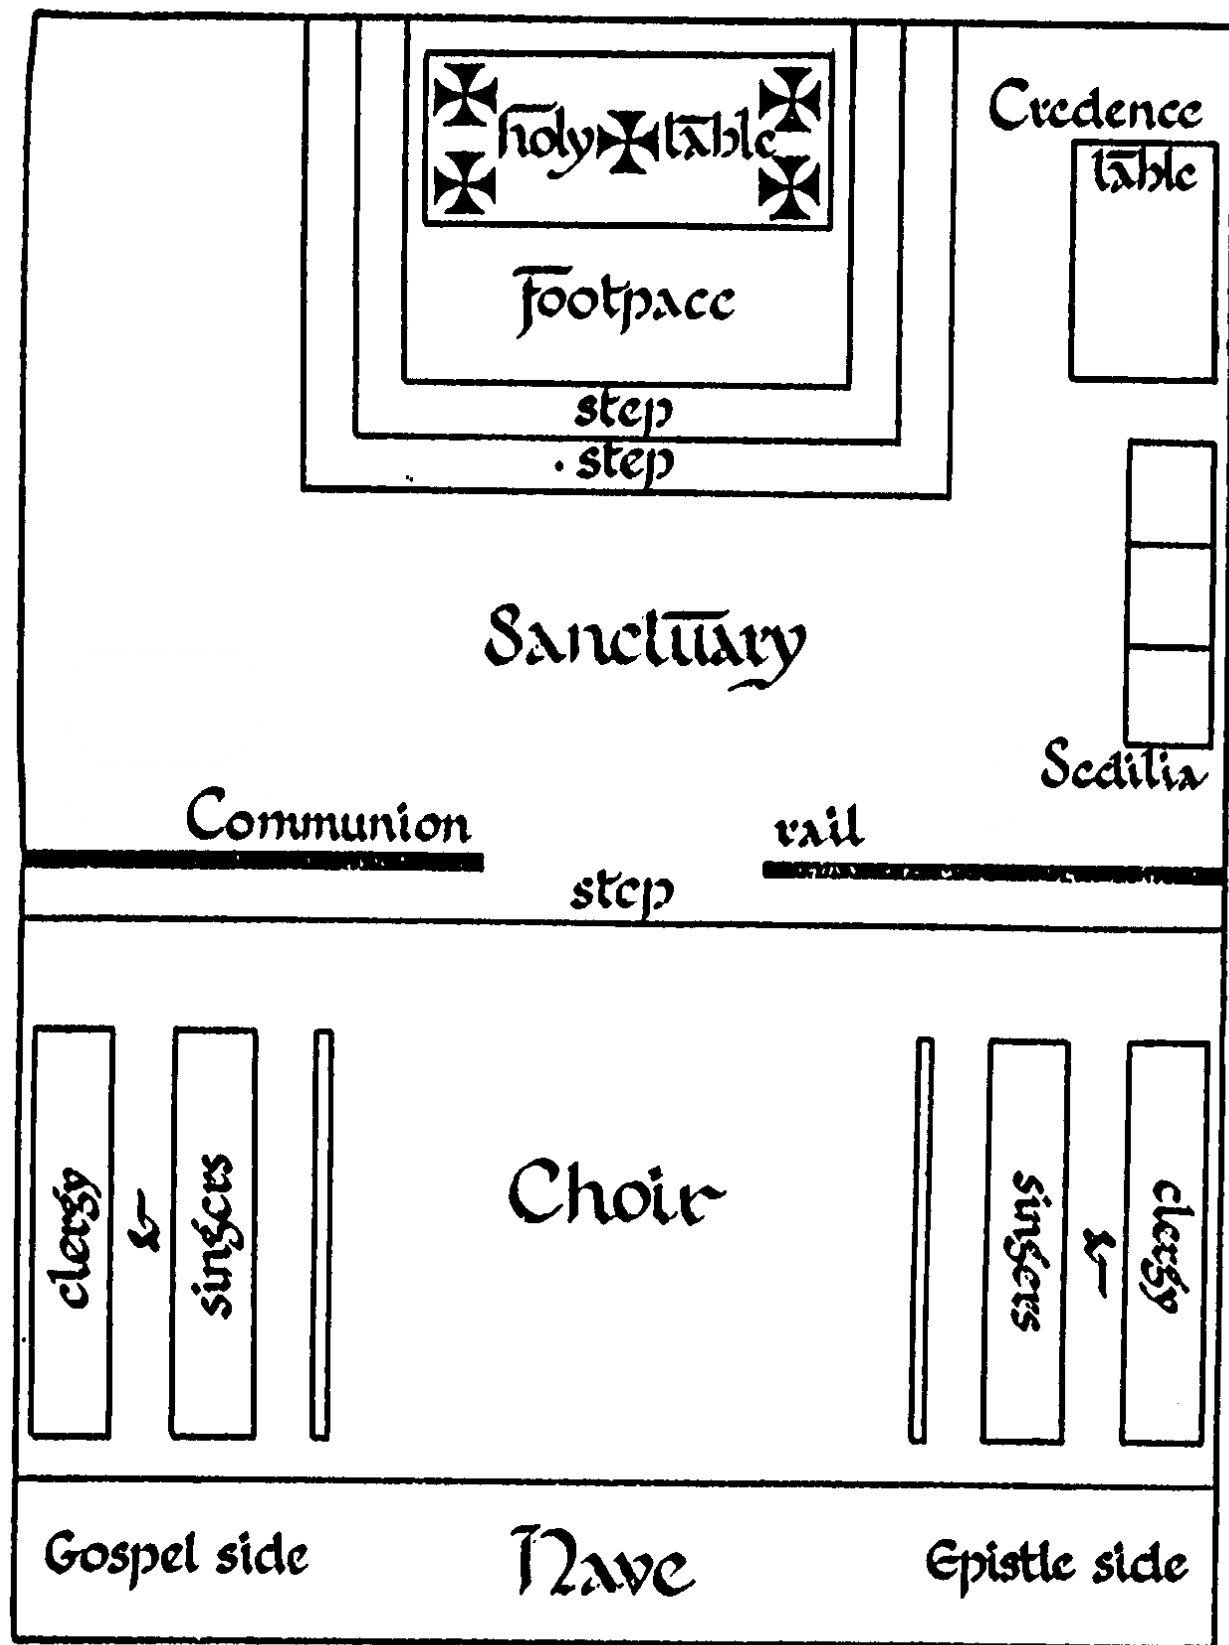 Credence
holy table
table
Footpace
step
step
Sanctuary
Sedilia
Communion rail
step
clergy & singers
Choir
singers & clergy
Gospel side Nave Epistle side